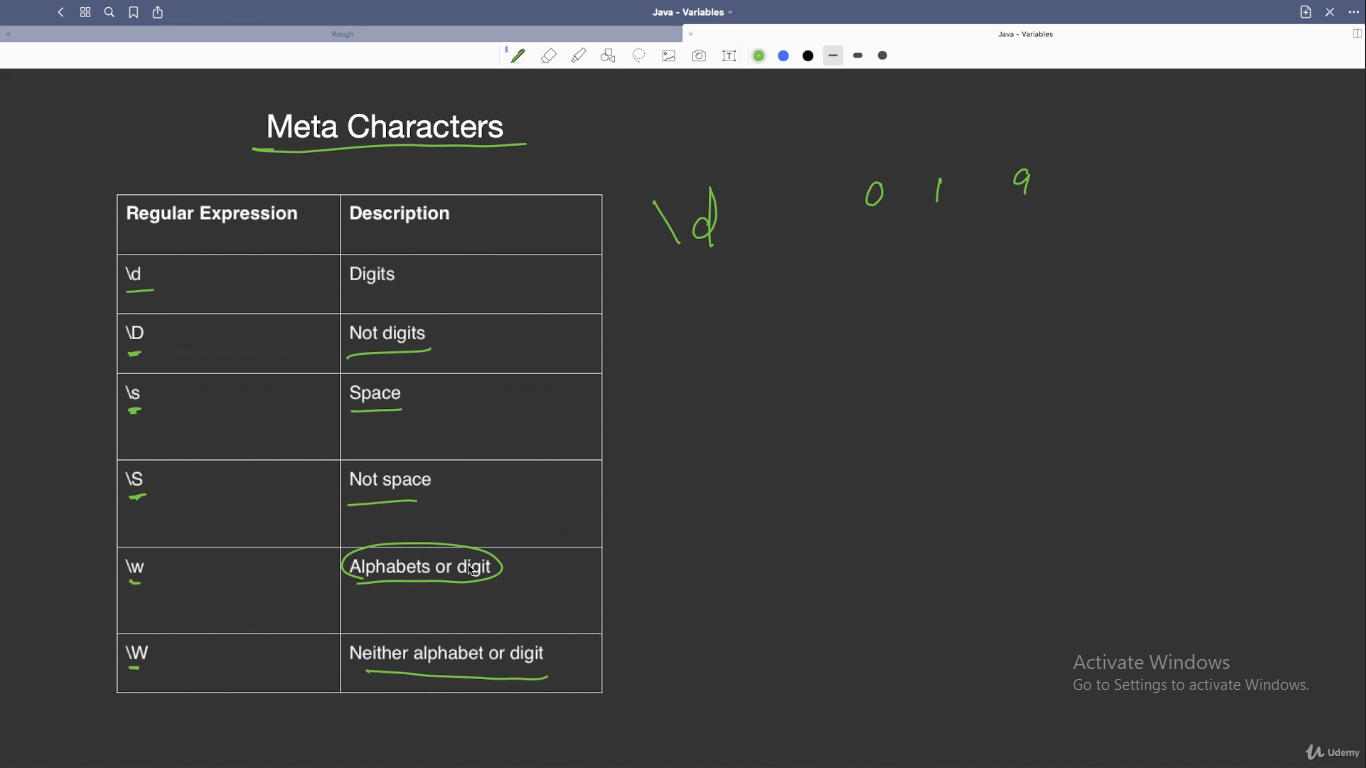 Java - Variables
Rough
Java - Variables
Meta Characters
Regular Expression Description
\d Digits
\D Not digits
\s Space
\S Not space
\w Alphabets or digit
\W Neither alphabet or digit
\d 0 1 9
Activate Windows
Go to Settings to activate Windows.
Udemy